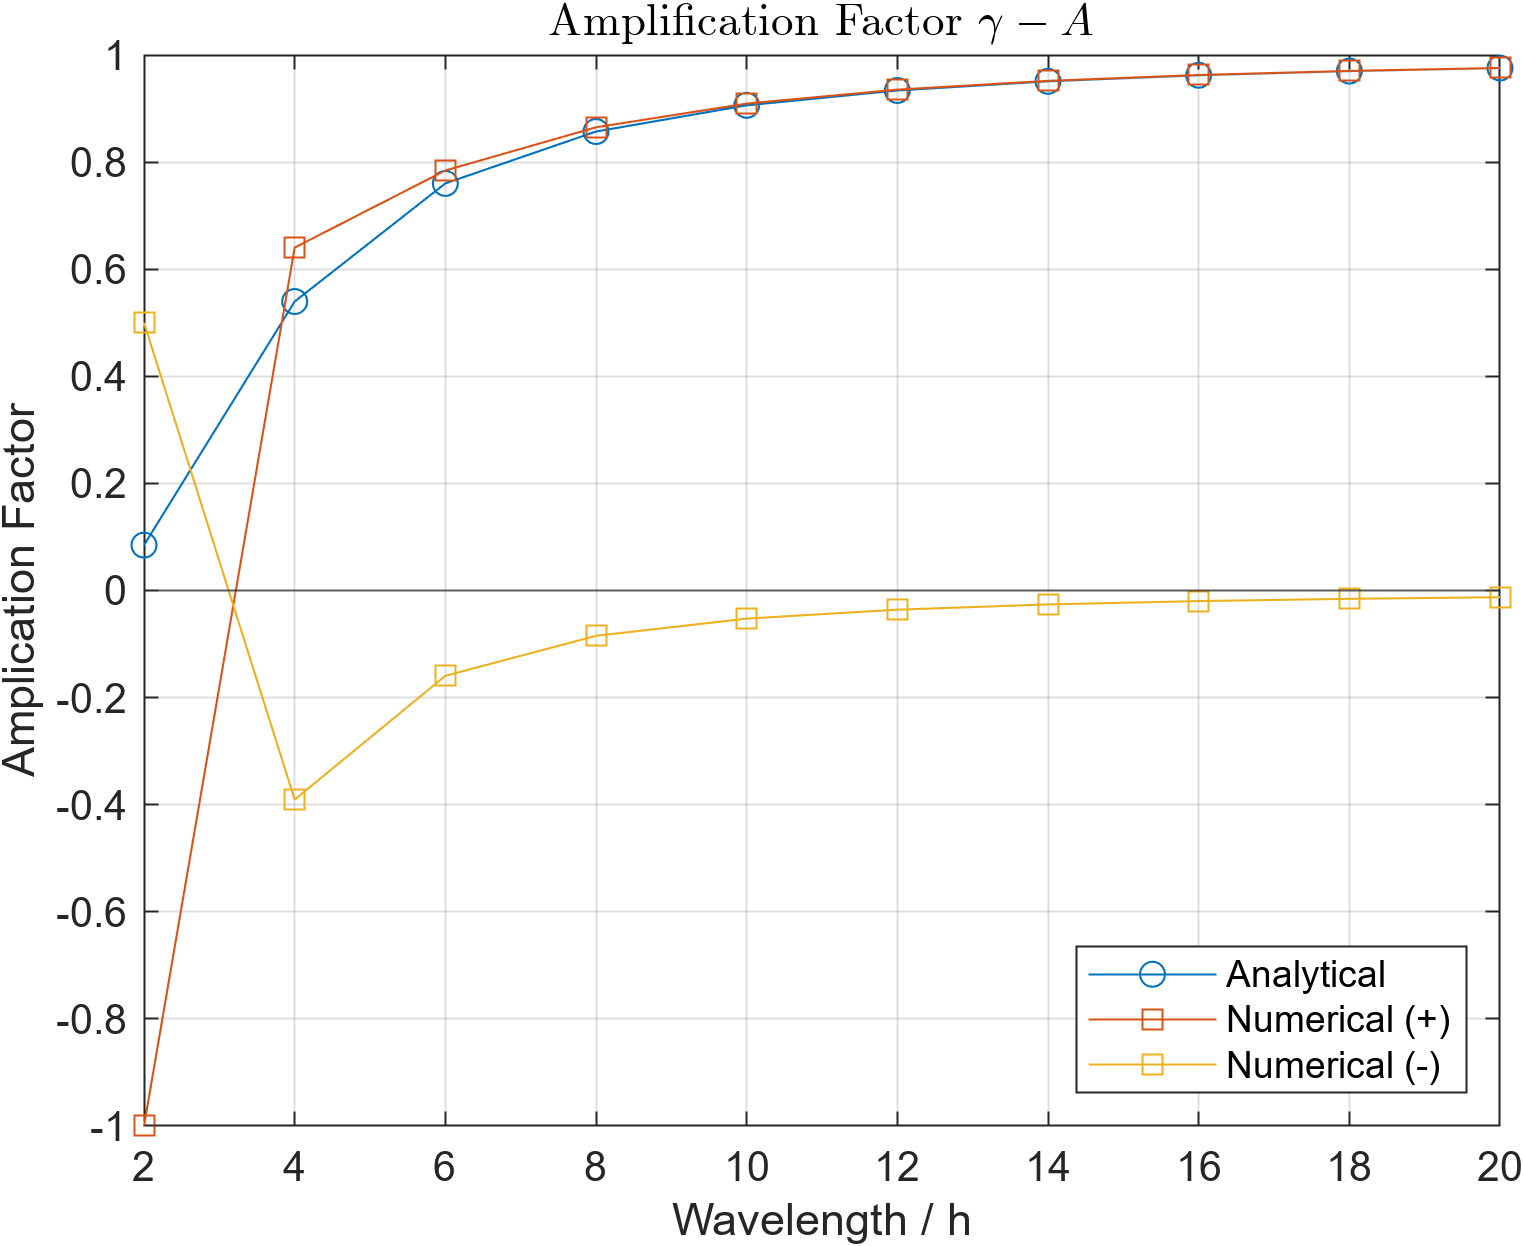 Amplification Factor γ − A
1
0.8
0.6
0.4
0.2
0
-0.2
-0.4
-0.6
-0.8
-1
Amplication Factor
2 4 6 8 10 12 14 16 18 20
Wavelength / h
Analytical
Numerical (+)
Numerical (-)